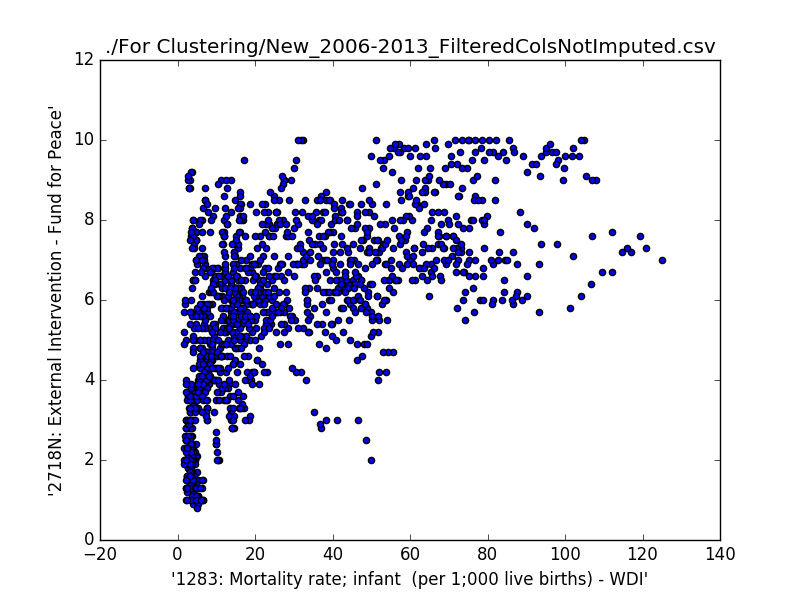 ./For Clustering/New_2006-2013_FilteredColsNotImputed.csv
12
10
8
6
4
2
0
'2718N: External Intervention - Fund for Peace'
−20 0 20 40 60 80 100 120 140
'1283: Mortality rate; infant  (per 1;000 live births) - WDI'